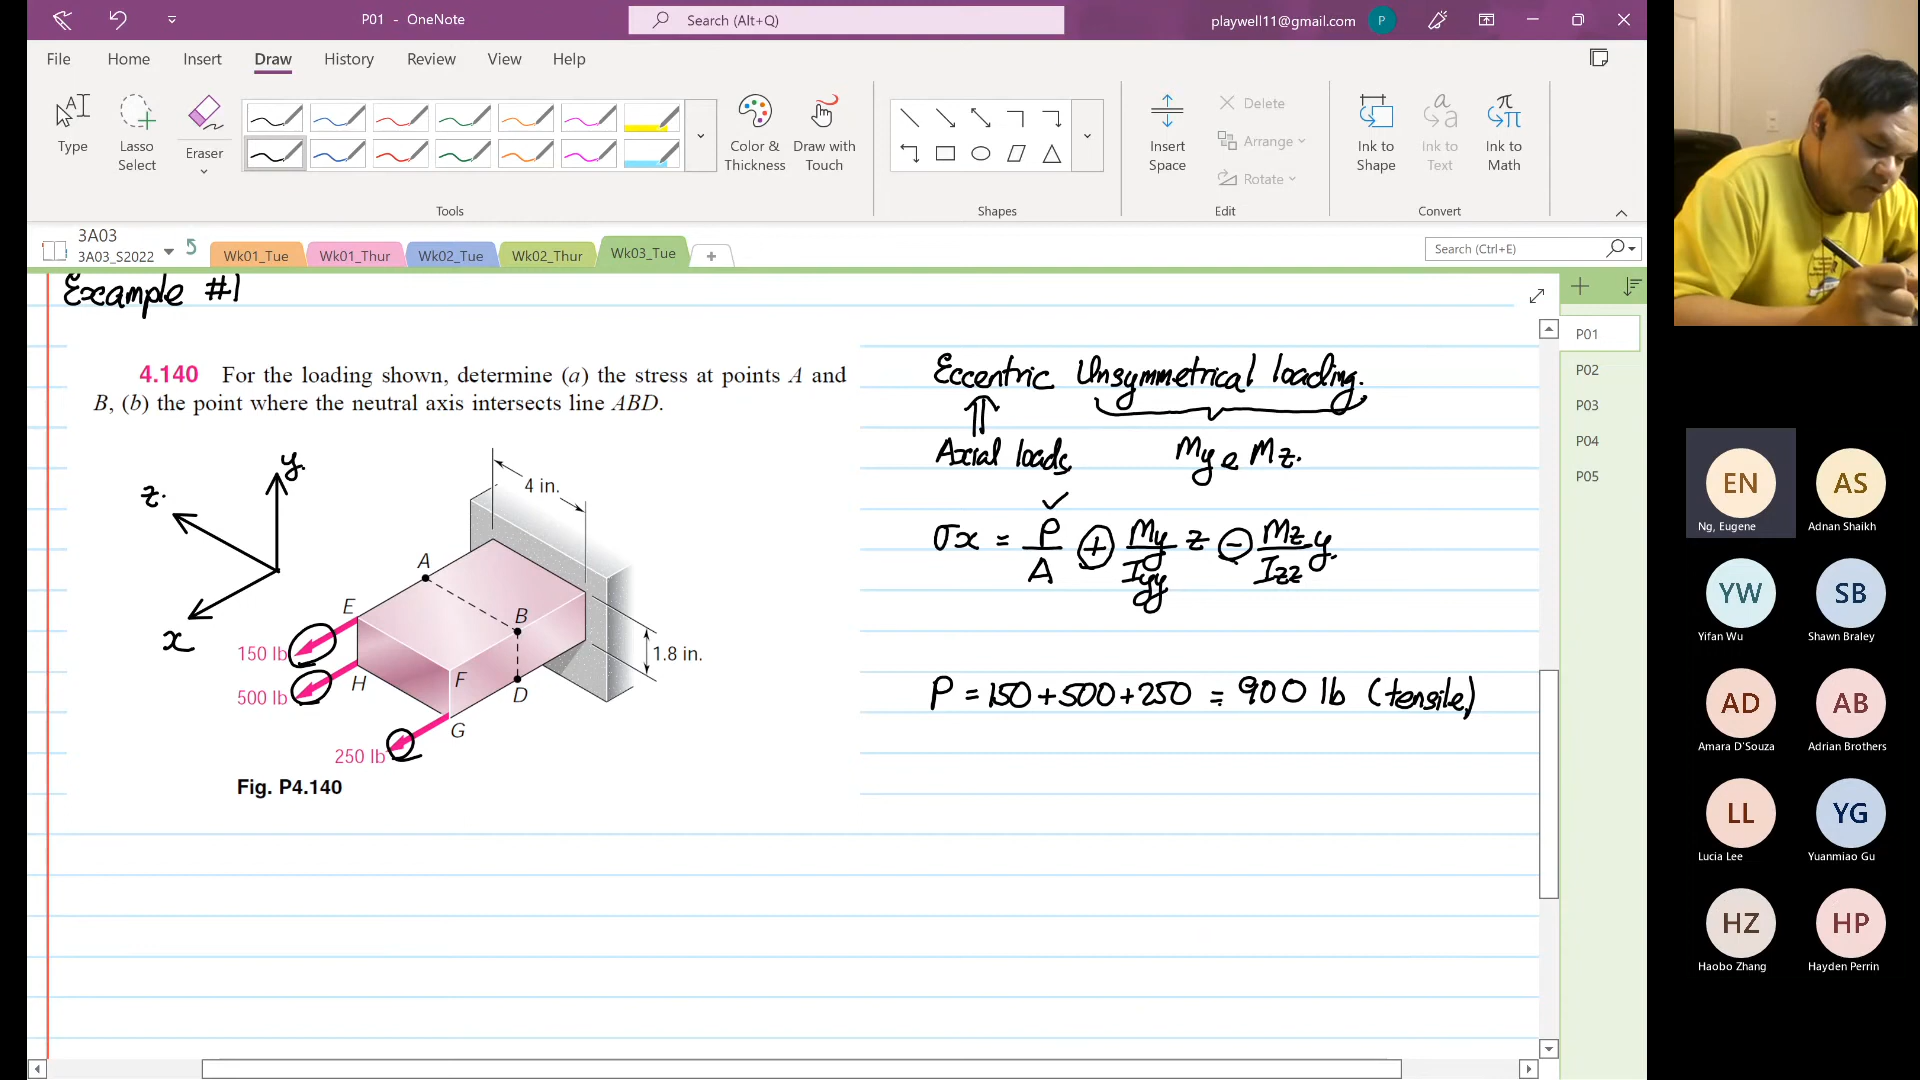 P01 - OneNote
Search (Alt+Q)
playwell11@gmail.com
P
File Home Insert Draw History Review View Help
Type
Lasso Select
Eraser
Color & Thickness
Draw with Touch
Insert Space
Delete
Arrange
Rotate
Ink to Shape
Ink to Text
Ink to Math
Tools
Shapes
Edit
Convert
3A03
3A03_S2022
Wk01_Tue Wk01_Thur Wk02_Tue Wk02_Thur Wk03_Tue
Search (Ctrl+E)
P01
P02
P03
P04
P05
Example #1
4.140 For the loading shown, determine (a) the stress at points A and
B, (b) the point where the neutral axis intersects line ABD.
y
z
x
4 in.
A
E
B
150 lb
1.8 in.
H
F
500 lb
D
G
250 lb
Fig. P4.140
Eccentric Unsymmetrical loading.
Axial loads My & Mz.
σx = P/A + My/Iyy z - Mz/Izz y.
P = 150 + 500 + 250 = 900 lb (tensile)
EN
Ng, Eugene
AS
Adnan Shaikh
YW
Yifan Wu
SB
Shawn Braley
AD
Amara D'Souza
AB
Adrian Brothers
LL
Lucia Lee
YG
Yuanmiao Gu
HZ
Haobo Zhang
HP
Hayden Perrin